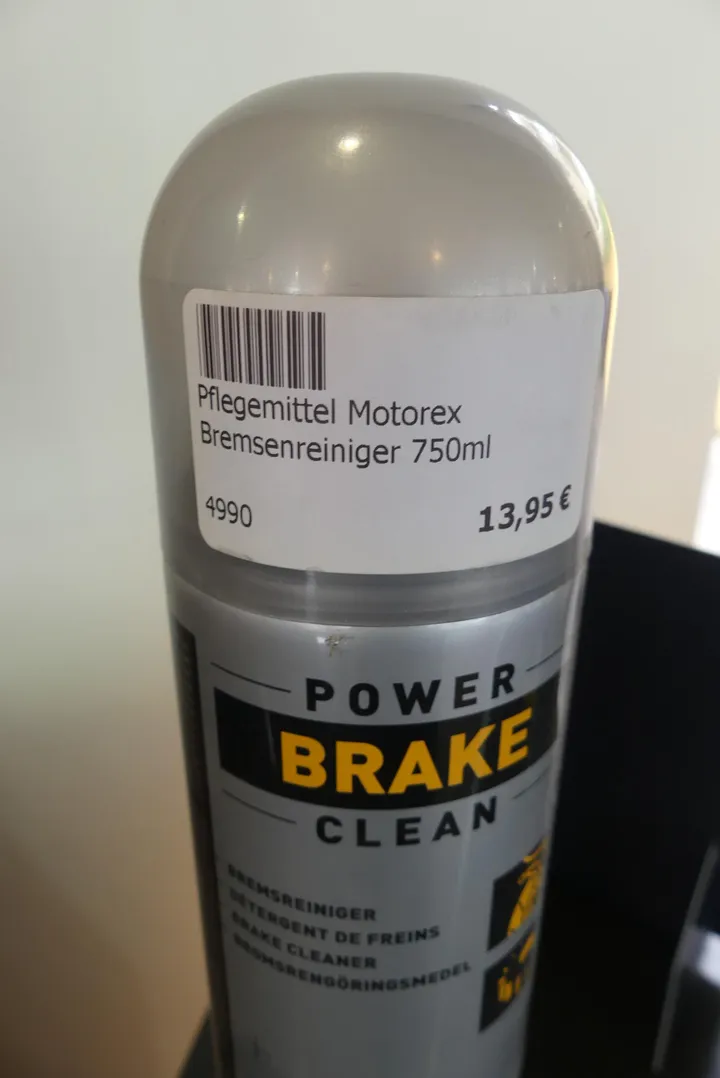 Pflegemittel Motorex
Bremsenreiniger 750ml
4990 13,95 €
POWER
BRAKE
CLEAN
BREMSREINIGER
DÉTERGENT DE FREINS
BRAKE CLEANER
BROMSRENGÖRINGSMEDEL